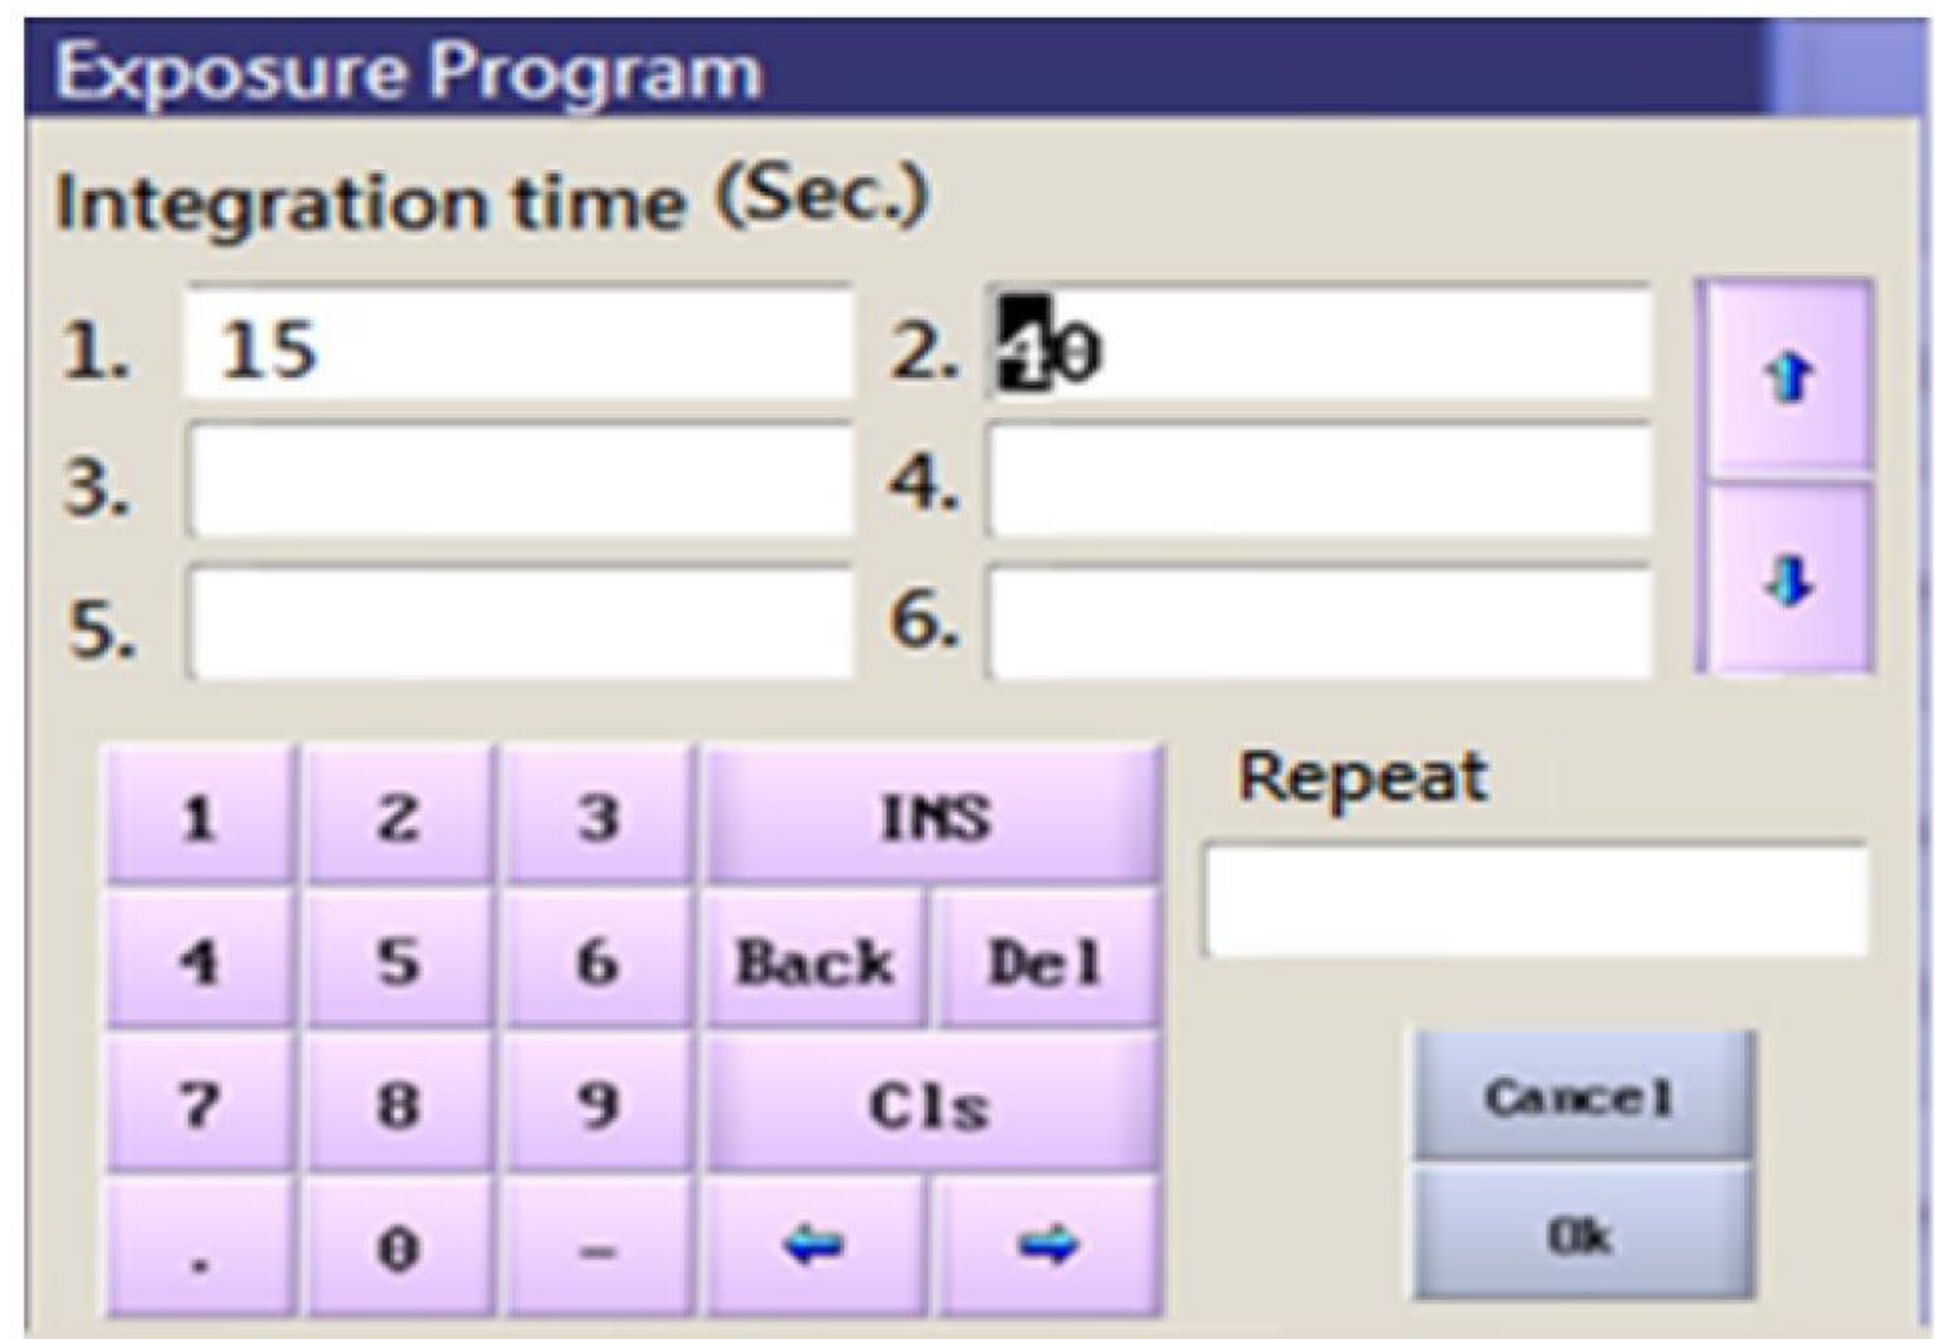 Exposure Program
Integration time (Sec.)
1. 15 2. 40
3. 4.
5. 6.
1 2 3 INS
Repeat
4 5 6 Back Del
7 8 9 Cls
Cancel
. 0 -
Ok